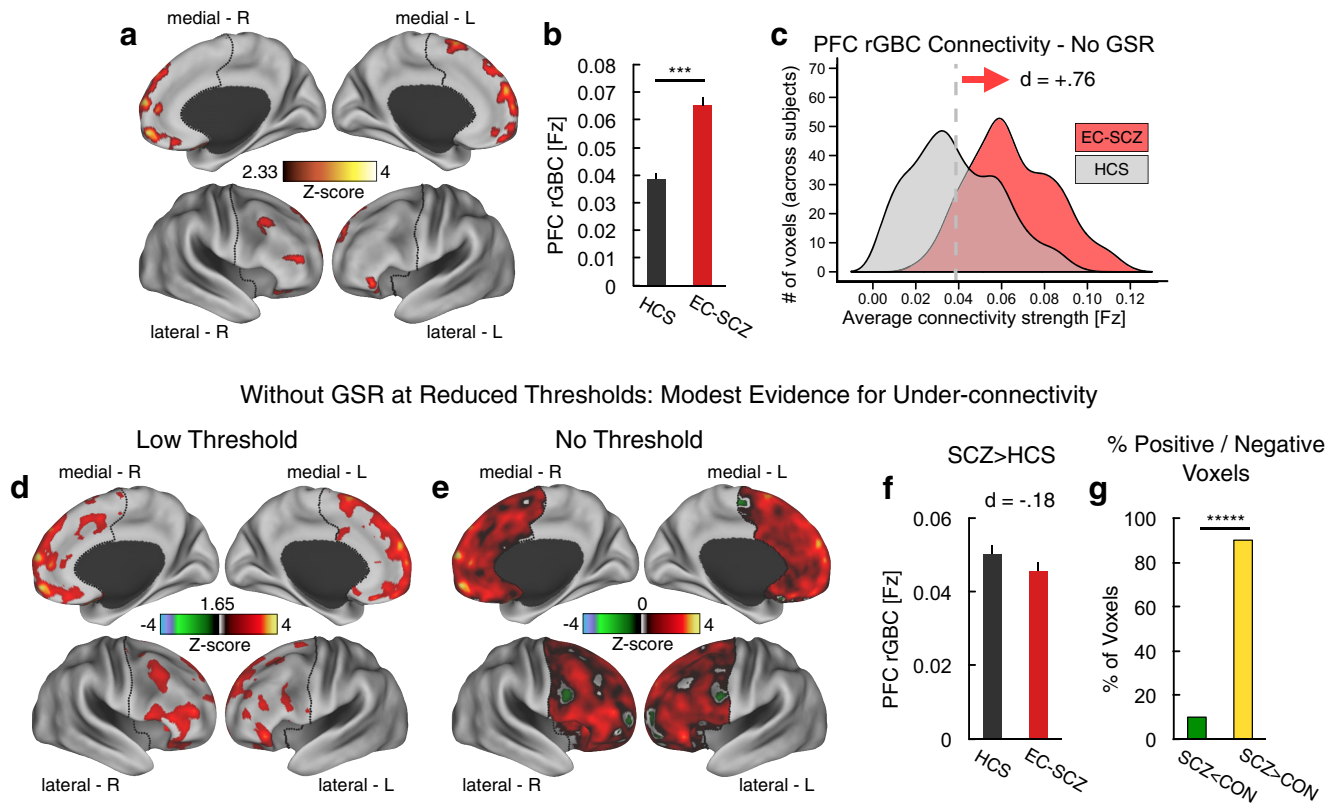 a
medial - R
medial - L
2.33
4
Z-score
lateral - R
lateral - L
b
***
PFC rGBC [Fz]
0.08
0.07
0.06
0.05
0.04
0.03
0.02
0.01
0
HCS
EC-SCZ
c
PFC rGBC Connectivity - No GSR
d = +.76
# of voxels (across subjects)
70
60
50
40
30
20
10
0
EC-SCZ
HCS
0.00 0.02 0.04 0.06 0.08 0.10 0.12
Average connectivity strength [Fz]
Without GSR at Reduced Thresholds: Modest Evidence for Under-connectivity
d
Low Threshold
medial - R
medial - L
1.65
-4
4
Z-score
lateral - R
lateral - L
e
No Threshold
medial - R
medial - L
0
-4
4
Z-score
lateral - R
lateral - L
f
SCZ>HCS
d = -.18
PFC rGBC [Fz]
0.06
0.04
0.02
0
HCS
EC-SCZ
g
% Positive / Negative
Voxels
*****
% of Voxels
100
80
60
40
20
0
SCZ<CON
SCZ>CON